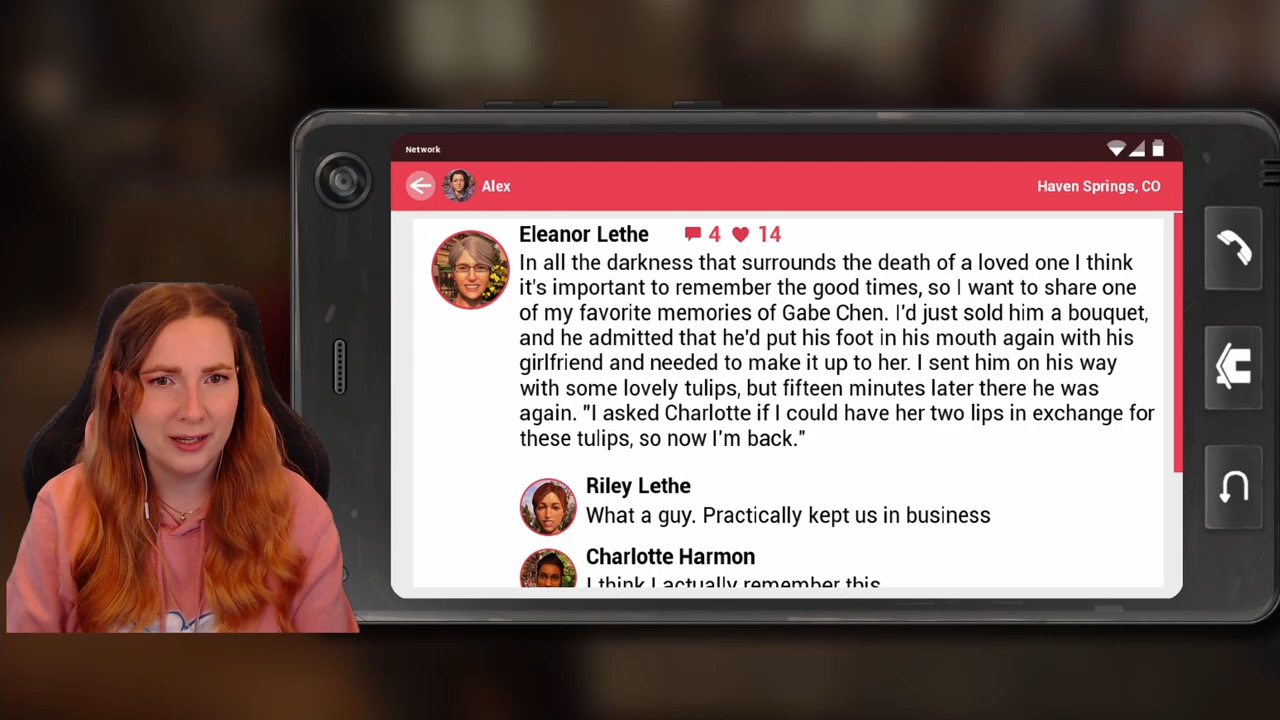 Network
Alex
Haven Springs, CO
Eleanor Lethe 4 14
In all the darkness that surrounds the death of a loved one I think
it's important to remember the good times, so I want to share one
of my favorite memories of Gabe Chen. I'd just sold him a bouquet,
and he admitted that he'd put his foot in his mouth again with his
girlfriend and needed to make it up to her. I sent him on his way
with some lovely tulips, but fifteen minutes later there he was
again. "I asked Charlotte if I could have her two lips in exchange for
these tulips, so now I'm back."
Riley Lethe
What a guy. Practically kept us in business
Charlotte Harmon
I think I actually remember this